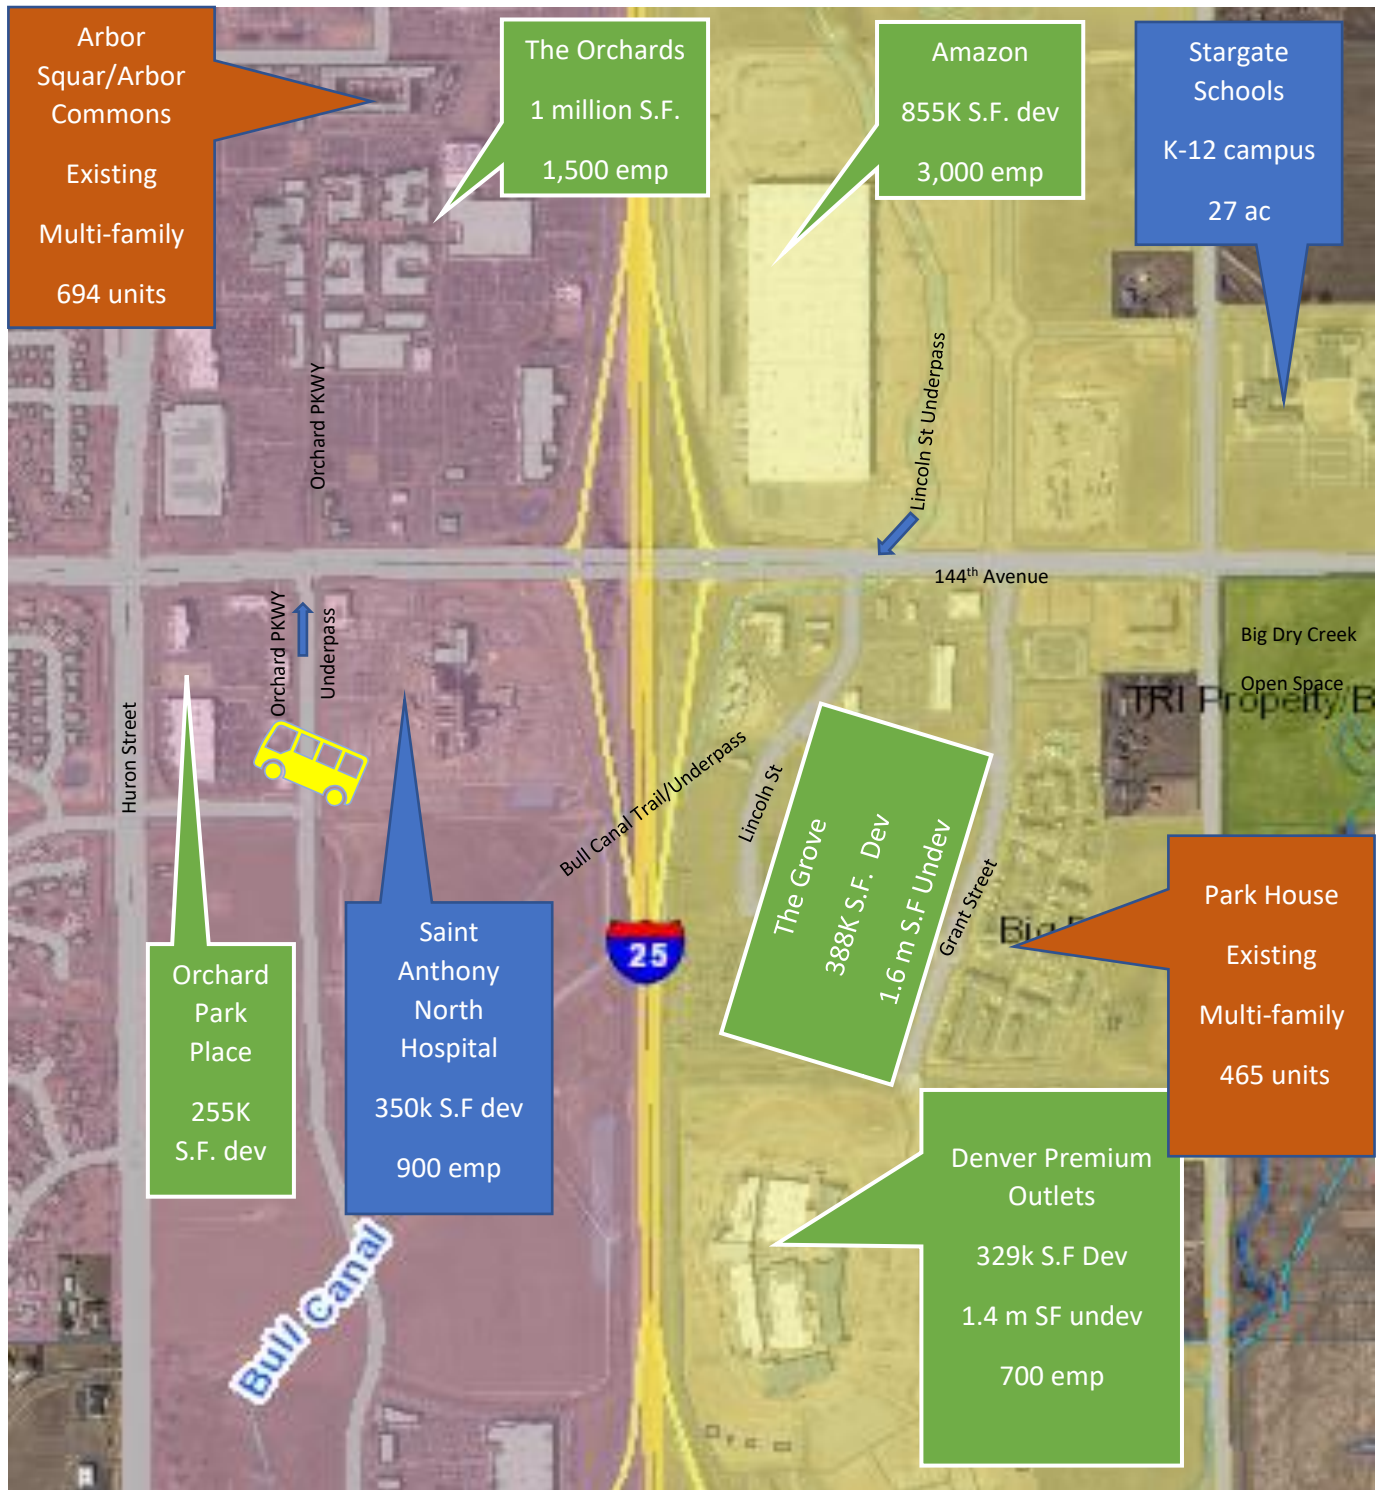 Arbor
Squar/Arbor
Commons
Existing
Multi-family
694 units
The Orchards
1 million S.F.
1,500 emp
Amazon
855K S.F. dev
3,000 emp
Stargate
Schools
K-12 campus
27 ac
Orchard PKWY
Lincoln St Underpass
144th Avenue
Orchard PKWY
Underpass
Big Dry Creek
Open Space
TRI Property/B
Huron Street
Bull Canal Trail/Underpass
Lincoln St
The Grove
388K S.F. Dev
1.6 m S.F Undev
Grant Street
Big
Park House
Existing
Multi-family
465 units
25
Saint
Anthony
North
Hospital
350k S.F dev
900 emp
Orchard
Park
Place
255K
S.F. dev
Denver Premium
Outlets
329k S.F Dev
1.4 m SF undev
700 emp
Bull Canal